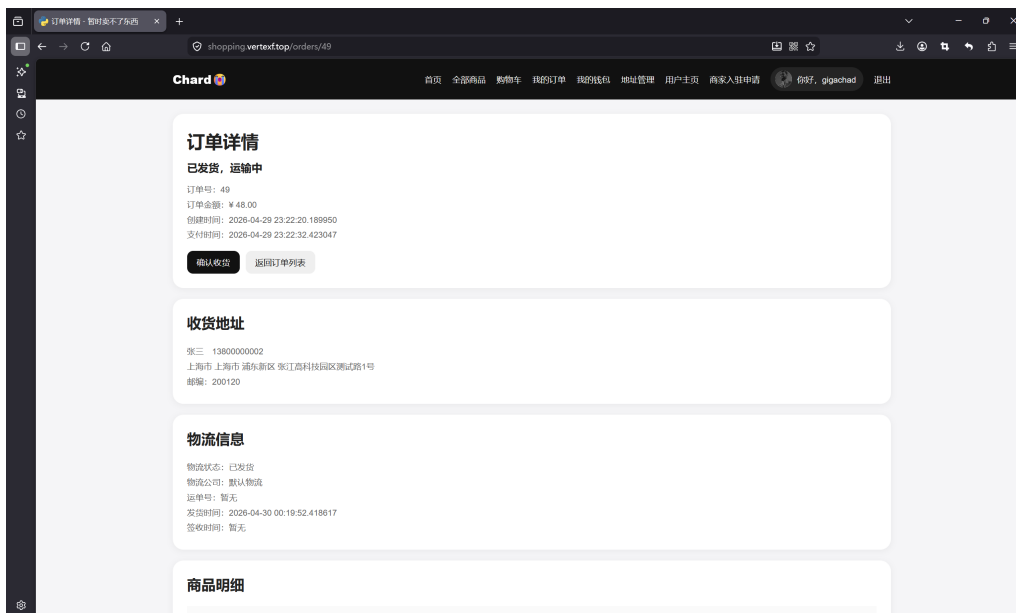 订单详情 - 暂时卖不了东西
shopping.vertexf.top/orders/49
Chard
首页 全部商品 购物车 我的订单 我的钱包 地址管理 用户主页 商家入驻申请 你好，gigachad 退出
订单详情
已发货，运输中
订单号：49
订单金额：¥ 48.00
创建时间：2026-04-29 23:22:20.189950
支付时间：2026-04-29 23:22:32.423047
确认收货 返回订单列表
收货地址
张三 13800000002
上海市 上海市 浦东新区 张江高科技园区测试路1号
邮编：200120
物流信息
物流状态：已发货
物流公司：默认物流
运单号：暂无
发货时间：2026-04-30 00:19:52.418617
签收时间：暂无
商品明细